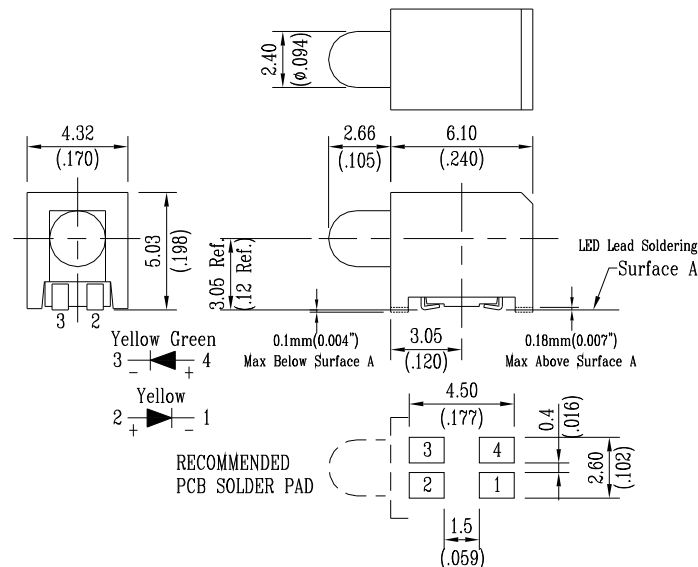 2.40
(ø.094)
4.32
(.170)
2.66
(.105)
6.10
(.240)
5.03
(.198)
3.05 Ref.
(.12 Ref.)
LED Lead Soldering
Surface A
3 2
0.1mm(0.004")
Max Below Surface A
3.05
(.120)
0.18mm(0.007")
Max Above Surface A
Yellow Green
3 4
- +
Yellow
2 1
+ -
4.50
(.177)
0.4
(.016)
2.60
(.102)
RECOMMENDED
PCB SOLDER PAD
3 4
2 1
1.5
(.059)